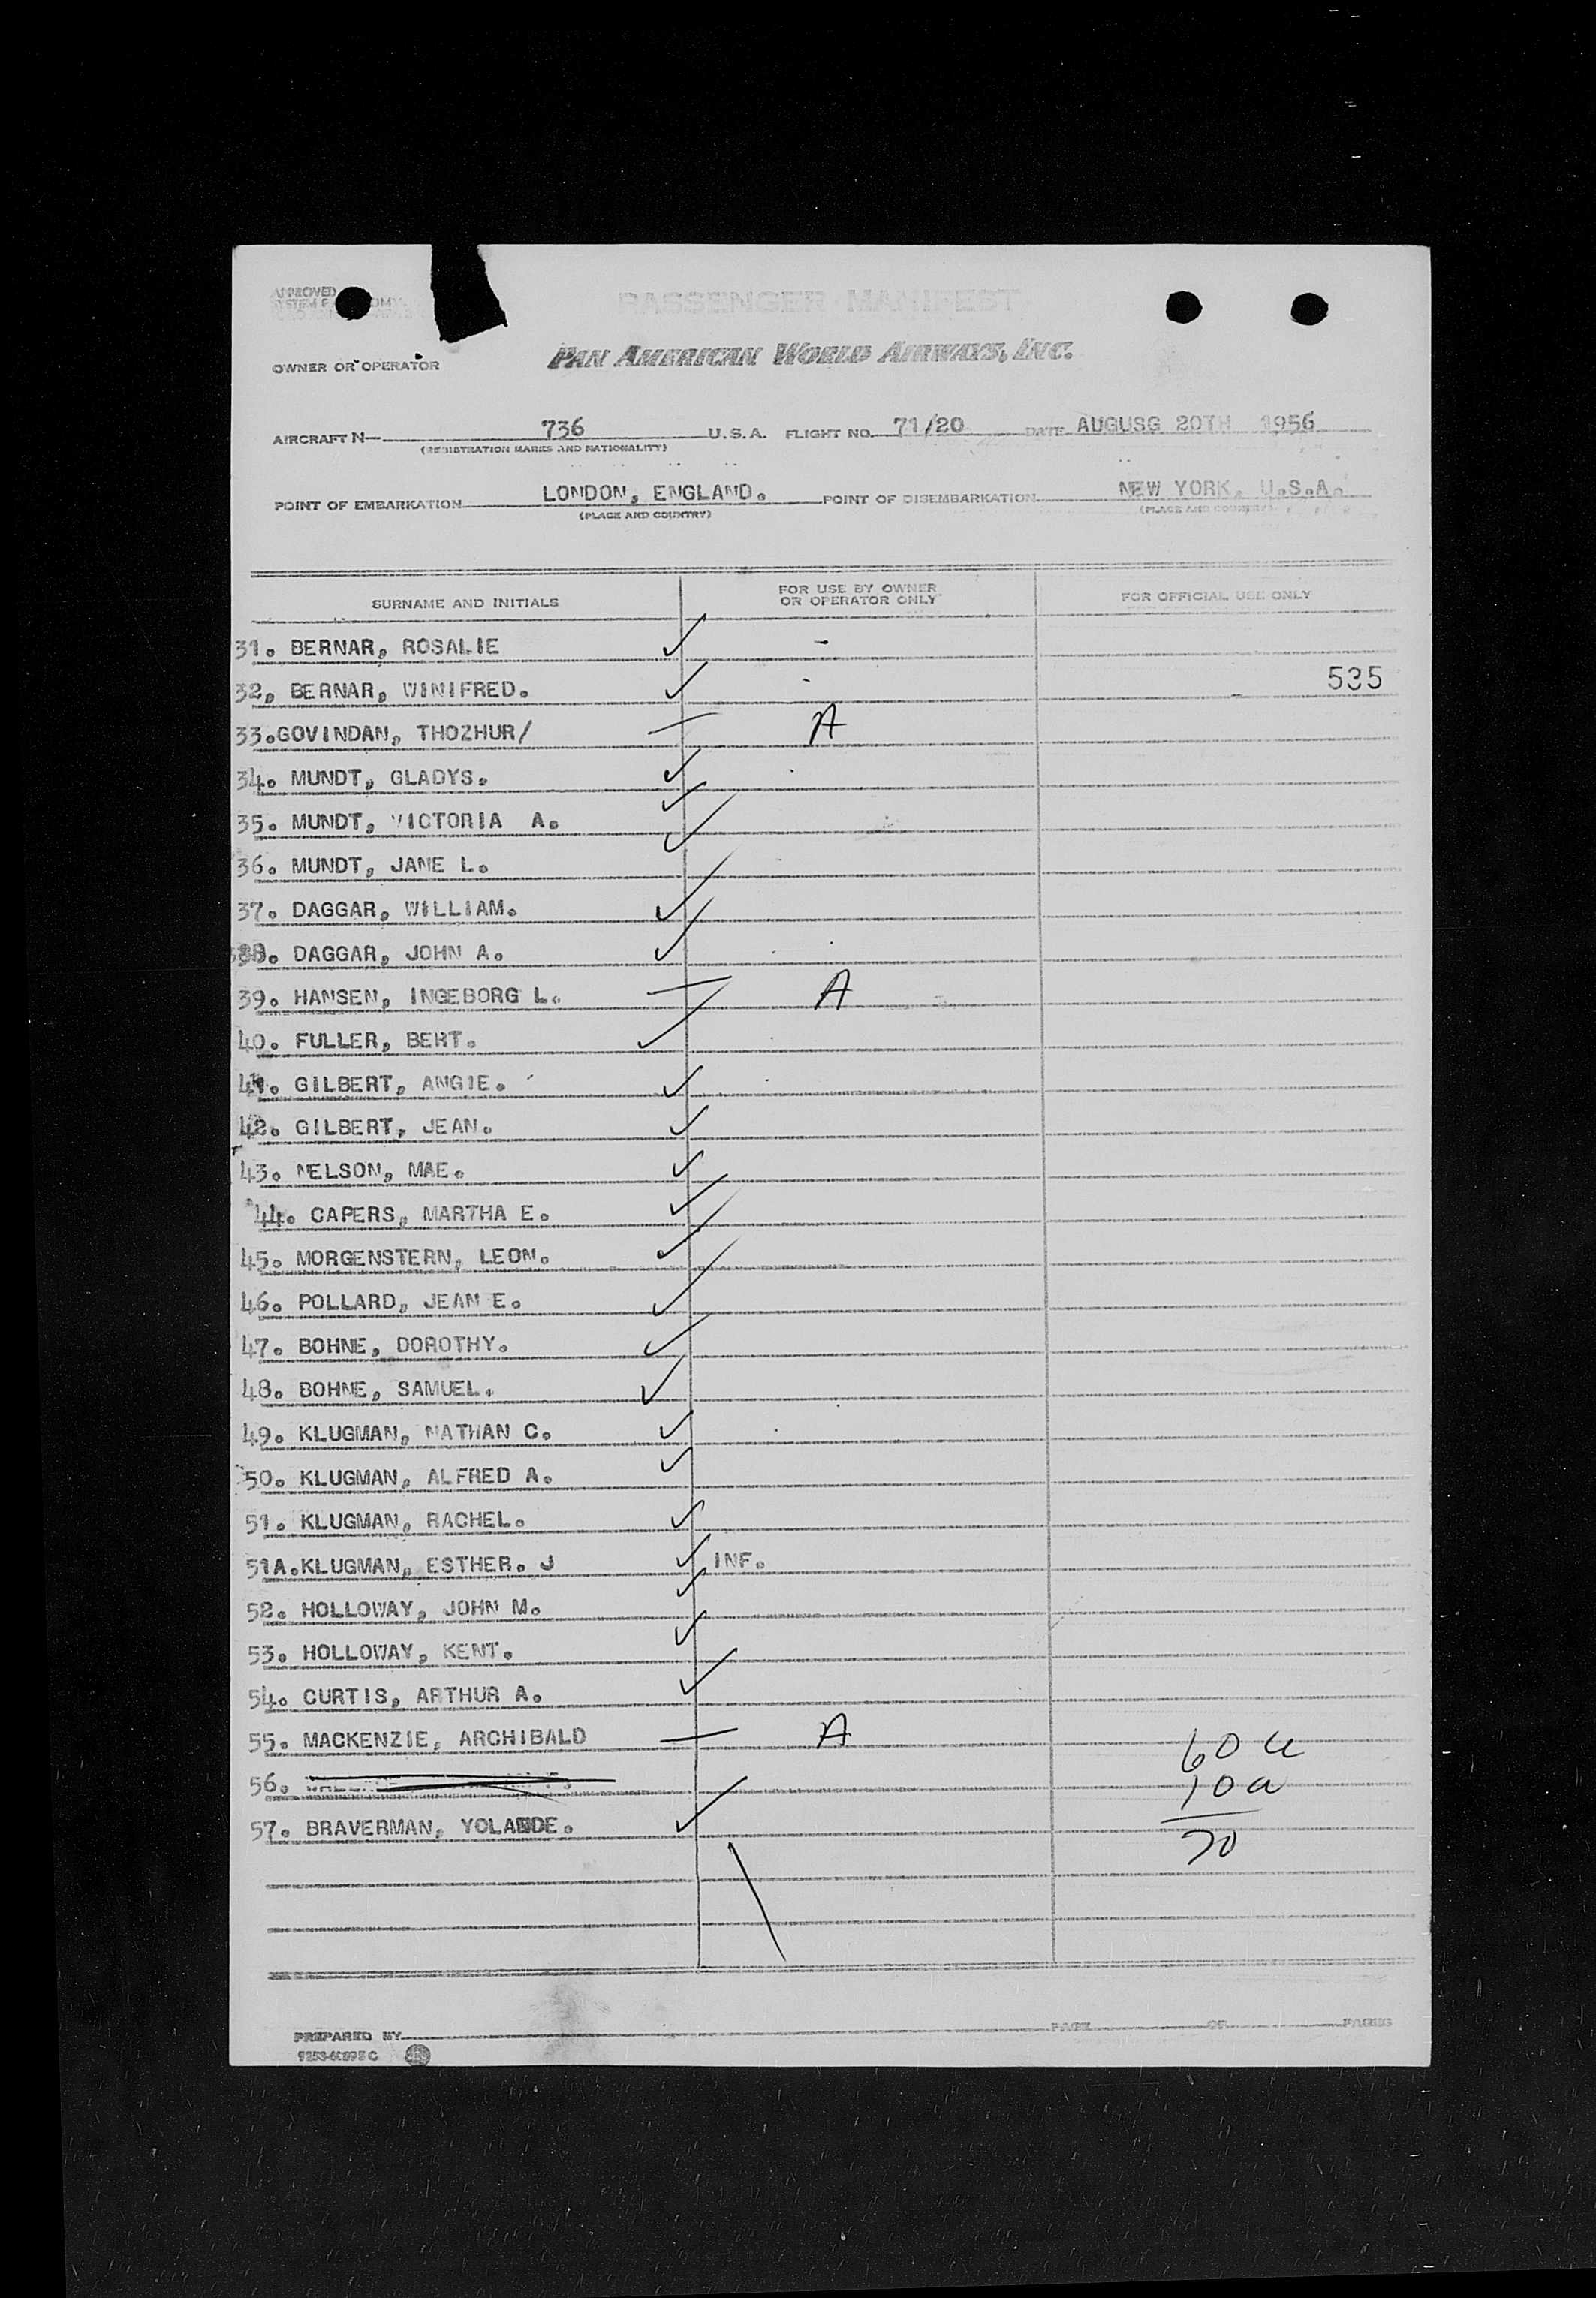 APPROVED
PASSENGER MANIFEST
OWNER OR OPERATOR PAN AMERICAN WORLD AIRWAYS, INC.
AIRCRAFT N— 736 U.S.A. FLIGHT NO. 71/20 DATE AUGUSG 20TH 1956
(REGISTRATION MARKS AND NATIONALITY)
POINT OF EMBARKATION LONDON, ENGLAND. POINT OF DISEMBARKATION NEW YORK, U.S.A.
(PLACE AND COUNTRY) (PLACE AND COUNTRY)
SURNAME AND INITIALS FOR USE BY OWNER OR OPERATOR ONLY FOR OFFICIAL USE ONLY
31. BERNAR, ROSALIE ✓ -
32, BERNAR, WINIFRED. ✓ - 535
33.GOVINDAN, THOZHUR/ — A
34. MUNDT, GLADYS. ✓
35. MUNDT, VICTORIA A. ✓
36. MUNDT, JANE L. ✓
37. DAGGAR, WILLIAM. ✓
38. DAGGAR, JOHN A. ✓
39. HANSEN, INGEBORG L. — A
40. FULLER, BERT. ✓
41. GILBERT, ANGIE. ✓
42. GILBERT, JEAN. ✓
43. NELSON, MAE. ✓
44. CAPERS, MARTHA E. ✓
45. MORGENSTERN, LEON. ✓
46. POLLARD, JEAN E. ✓
47. BOHNE, DOROTHY. ✓
48. BOHNE, SAMUEL. ✓
49. KLUGMAN, NATHAN C. ✓
50. KLUGMAN, ALFRED A. ✓
51. KLUGMAN, RACHEL. ✓
51A.KLUGMAN, ESTHER. J ✓ INF.
52. HOLLOWAY, JOHN M. ✓
53. HOLLOWAY, KENT. ✓
54. CURTIS, ARTHUR A. ✓
55. MACKENZIE, ARCHIBALD — A
60 U
56.
10 a
57. BRAVERMAN, YOLANDE. ✓
70
PREPARED BY PAGE OF PAGES